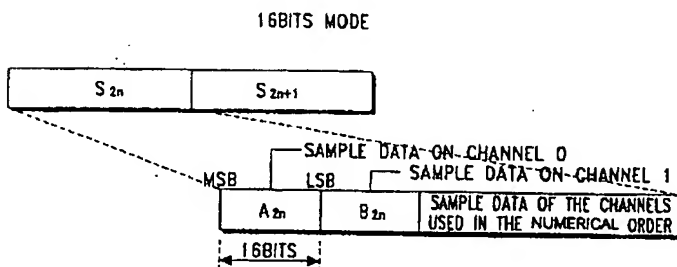 16BITS MODE
S 2n S 2n+1
SAMPLE DATA ON CHANNEL 0
MSB LSB SAMPLE DATA ON CHANNEL 1
A 2n B 2n SAMPLE DATA OF THE CHANNELS
USED IN THE NUMERICAL ORDER
16BITS